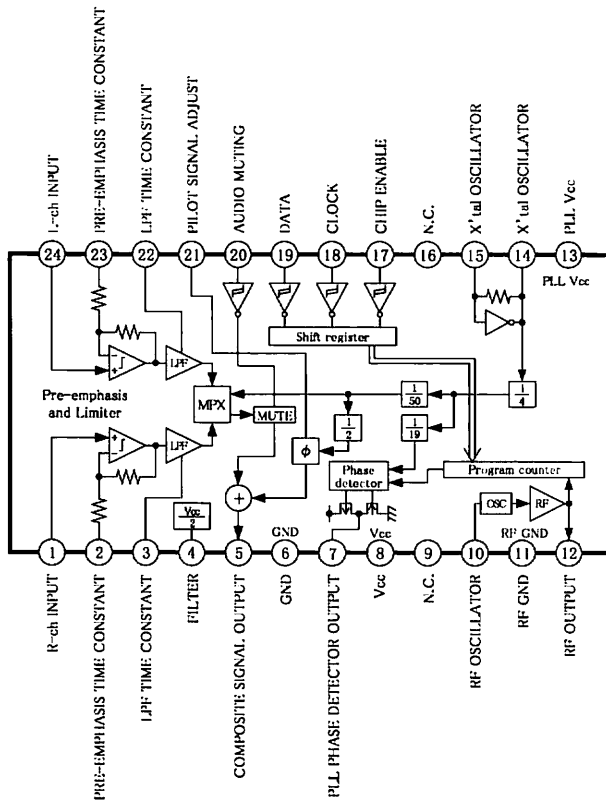 L-ch INPUT
PRE-EMPHASIS TIME CONSTANT
LPF TIME CONSTANT
PILOT SIGNAL ADJUST
AUDIO MUTING
DATA
CLOCK
CHIP ENABLE
N.C.
X'tal OSCILLATOR
X'tal OSCILLATOR
PLL Vcc
24 23 22 21 20 19 18 17 16 15 14 13
PLL Vcc
Shift register
- +
LPF
Pre-emphasis
and Limiter
MPX
MUTE
1/2
1/50
1/19
1/4
+ -
LPF
ϕ
Phase
detector
Program counter
+
Vcc/2
OSC
RF
GND
Vcc
RF GND
1 2 3 4 5 6 7 8 9 10 11 12
R-ch INPUT
PRE-EMPHASIS TIME CONSTANT
LPF TIME CONSTANT
FILTER
COMPOSITE SIGNAL OUTPUT
GND
PLL PHASE DETECTOR OUTPUT
Vcc
N.C.
RF OSCILLATOR
RF GND
RF OUTPUT